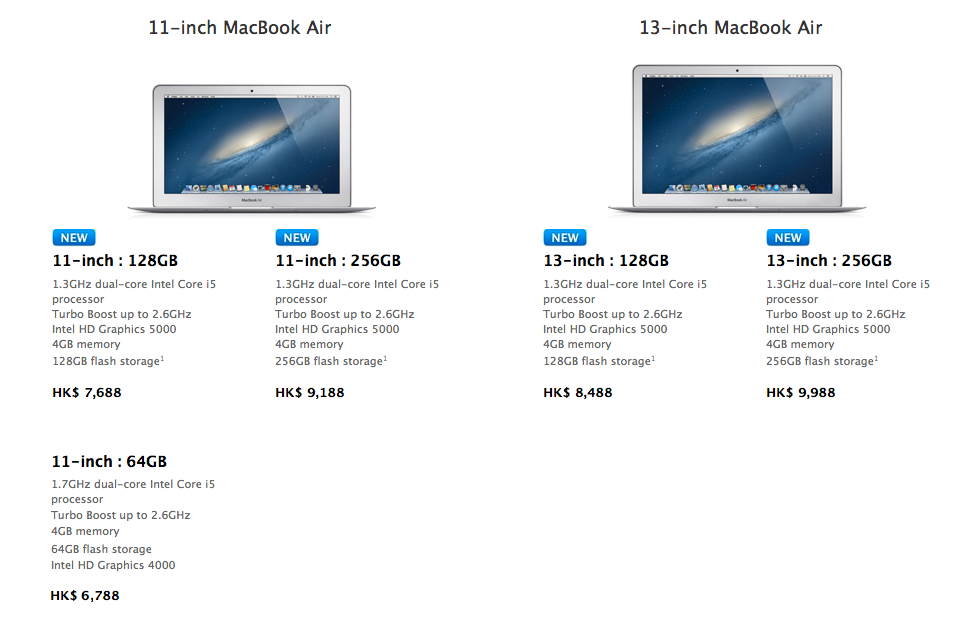 11-inch MacBook Air
13-inch MacBook Air
MacBook Air
MacBook Air
NEW
11-inch : 128GB
1.3GHz dual-core Intel Core i5
processor
Turbo Boost up to 2.6GHz
Intel HD Graphics 5000
4GB memory
128GB flash storage¹
HK$ 7,688
NEW
11-inch : 256GB
1.3GHz dual-core Intel Core i5
processor
Turbo Boost up to 2.6GHz
Intel HD Graphics 5000
4GB memory
256GB flash storage¹
HK$ 9,188
NEW
13-inch : 128GB
1.3GHz dual-core Intel Core i5
processor
Turbo Boost up to 2.6GHz
Intel HD Graphics 5000
4GB memory
128GB flash storage¹
HK$ 8,488
NEW
13-inch : 256GB
1.3GHz dual-core Intel Core i5
processor
Turbo Boost up to 2.6GHz
Intel HD Graphics 5000
4GB memory
256GB flash storage¹
HK$ 9,988
11-inch : 64GB
1.7GHz dual-core Intel Core i5
processor
Turbo Boost up to 2.6GHz
4GB memory
64GB flash storage
Intel HD Graphics 4000
HK$ 6,788